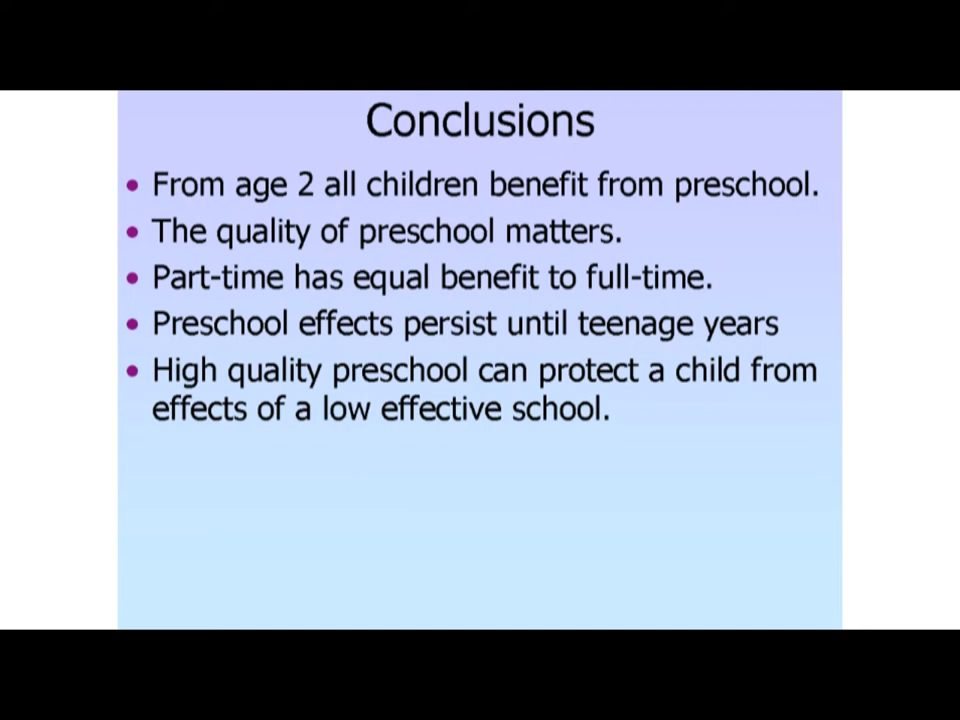 Conclusions
• From age 2 all children benefit from preschool.
• The quality of preschool matters.
• Part-time has equal benefit to full-time.
• Preschool effects persist until teenage years
• High quality preschool can protect a child from
effects of a low effective school.